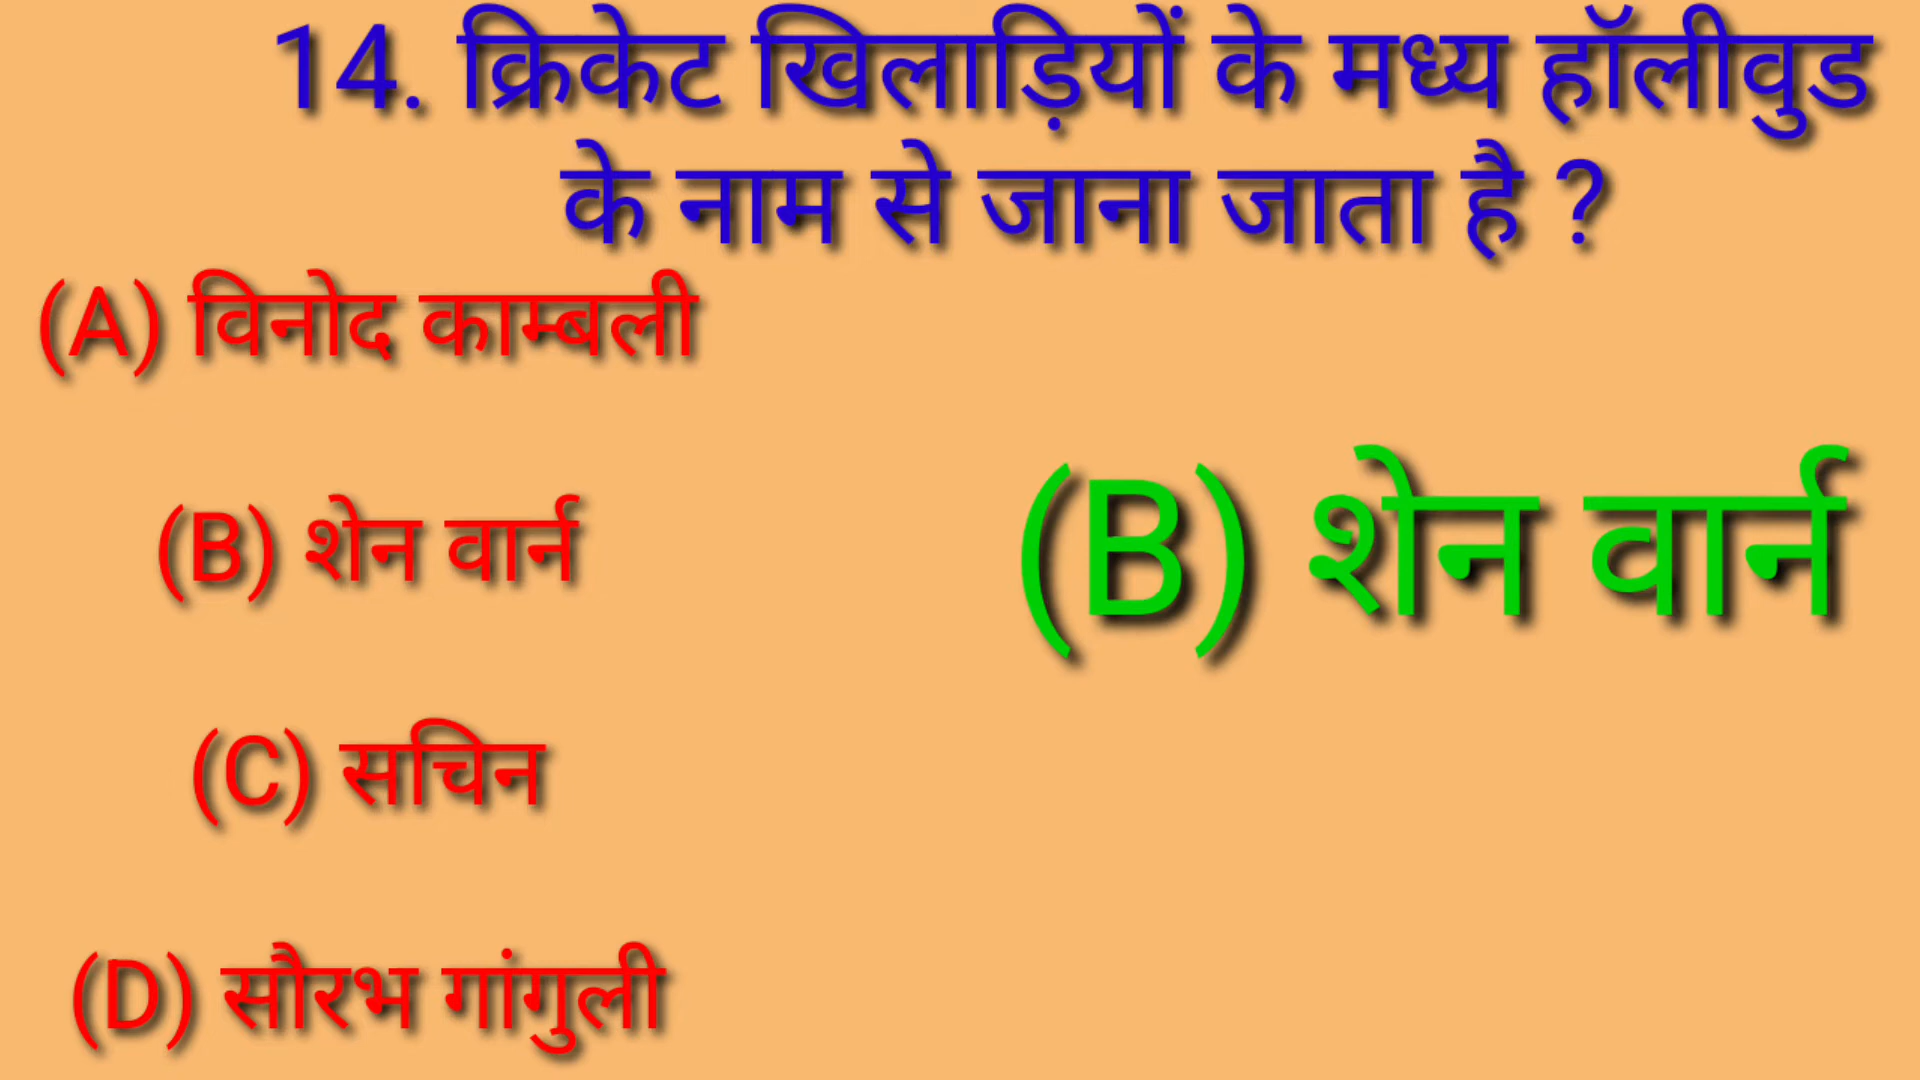 14. क्रिकेट खिलाड़ियों के मध्य हॉलीवुड
के नाम से जाना जाता है ?
(A) विनोद काम्बली
(B) शेन वार्न
(B) शेन वार्न
(C) सचिन
(D) सौरभ गांगुली